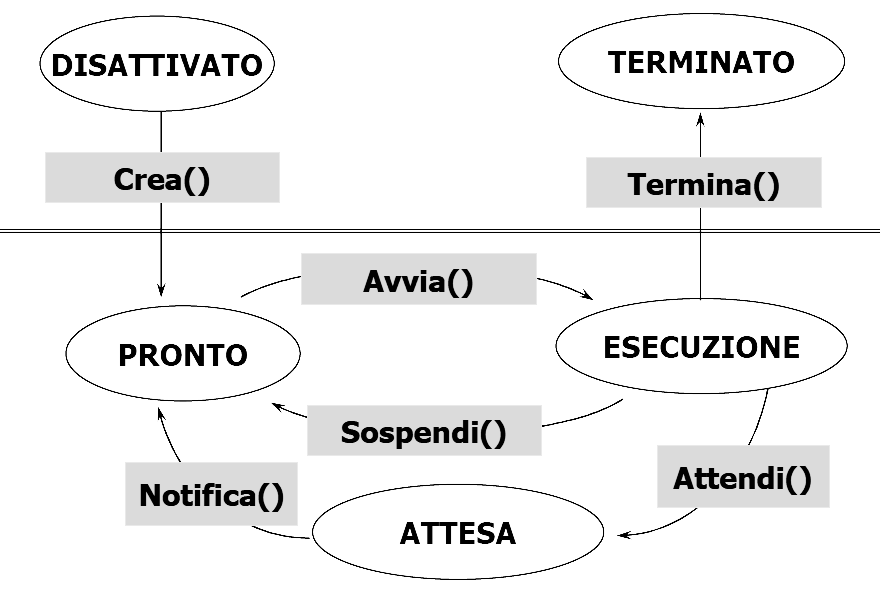 DISATTIVATO
TERMINATO
Crea()
Termina()
Avvia()
PRONTO
ESECUZIONE
Sospendi()
Attendi()
Notifica()
ATTESA